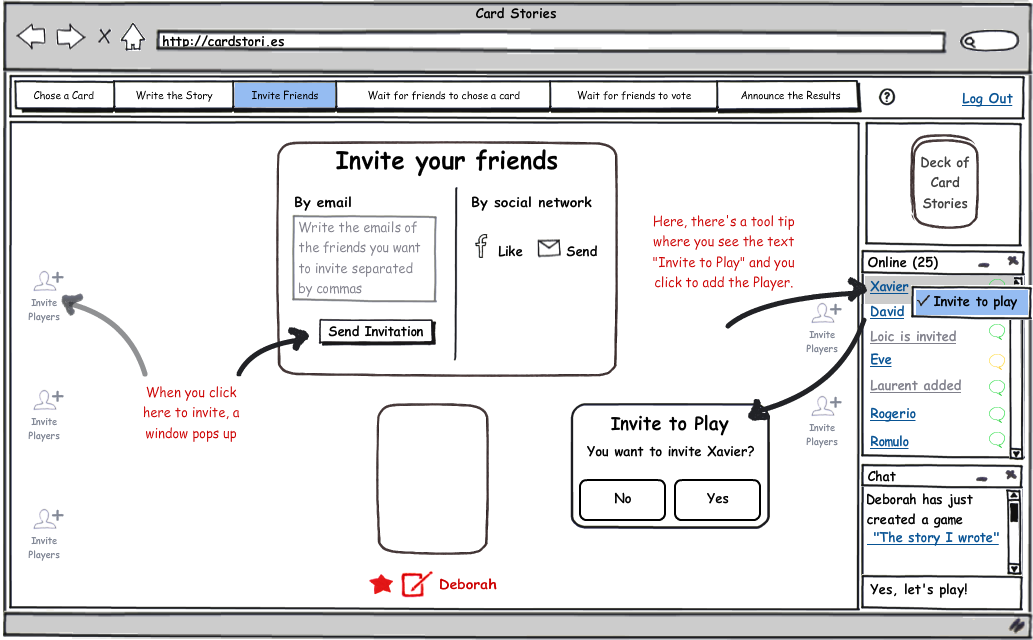 Card Stories
http://cardstori.es
Chose a Card
Write the Story
Invite Friends
Wait for friends to chose a card
Wait for friends to vote
Announce the Results
?
Log Out
Invite your friends
By email
Write the emails of
the friends you want
to invite separated
by commas
Send Invitation
By social network
f Like
Send
Here, there's a tool tip
where you see the text
"Invite to Play" and you
click to add the Player.
Invite
Players
When you click
here to invite, a
window pops up
Invite
Players
Invite
Players
Invite
Players
Invite
Players
Invite to Play
You want to invite Xavier?
No
Yes
Deborah
Deck of
Card
Stories
Online (25)
Xavier
✓ Invite to play
David
Loic is invited
Eve
Laurent added
Rogerio
Romulo
Chat
Deborah has just
created a game
"The story I wrote"
Yes, let's play!